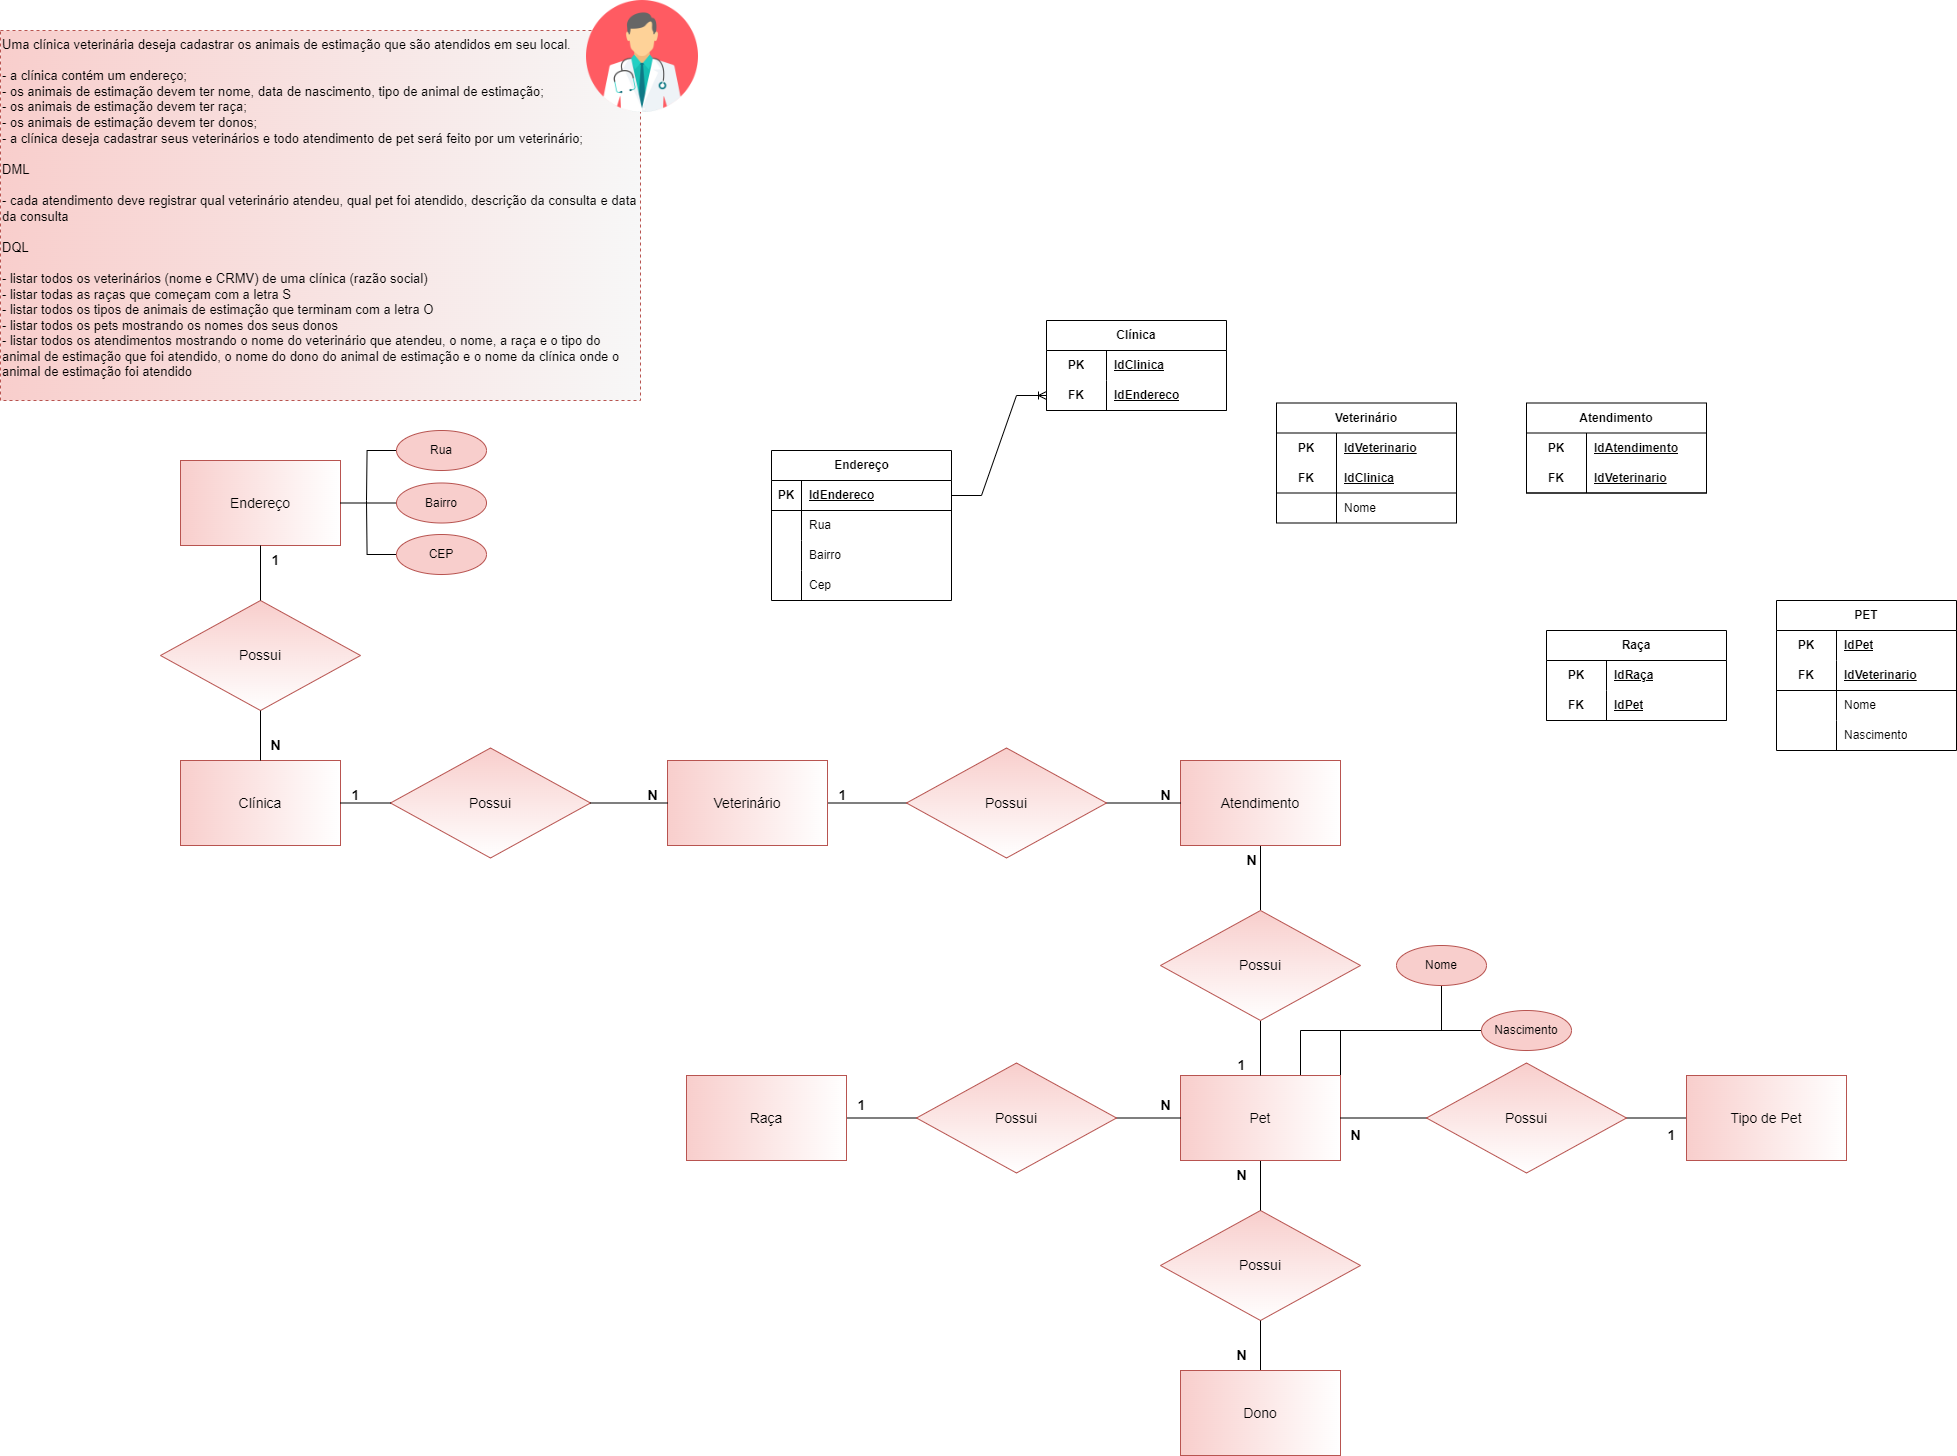 Uma clínica veterinária deseja cadastrar os animais de estimação que são atendidos em seu local.
- a clínica contém um endereço;
- os animais de estimação devem ter nome, data de nascimento, tipo de animal de estimação;
- os animais de estimação devem ter raça;
- os animais de estimação devem ter donos;
- a clínica deseja cadastrar seus veterinários e todo atendimento de pet será feito por um veterinário;
DML
- cada atendimento deve registrar qual veterinário atendeu, qual pet foi atendido, descrição da consulta e data
da consulta
DQL
- listar todos os veterinários (nome e CRMV) de uma clínica (razão social)
- listar todas as raças que começam com a letra S
- listar todos os tipos de animais de estimação que terminam com a letra O
- listar todos os pets mostrando os nomes dos seus donos
- listar todos os atendimentos mostrando o nome do veterinário que atendeu, o nome, a raça e o tipo do
animal de estimação que foi atendido, o nome do dono do animal de estimação e o nome da clínica onde o
animal de estimação foi atendido
Clínica
PK IdClinica
FK IdEndereco
Endereço
PK IdEndereco
Rua
Bairro
Cep
Veterinário
PK IdVeterinario
FK IdClinica
Nome
Atendimento
PK IdAtendimento
FK IdVeterinario
Raça
PK IdRaça
FK IdPet
PET
PK IdPet
FK IdVeterinario
Nome
Nascimento
Endereço
Rua
Bairro
CEP
1
Possui
N
Clínica
1
Possui
N
Veterinário
1
Possui
N
Atendimento
N
Possui
1
Nome
Nascimento
Raça
1
Possui
N
Pet
N
Possui
1
Tipo de Pet
N
Possui
N
Dono